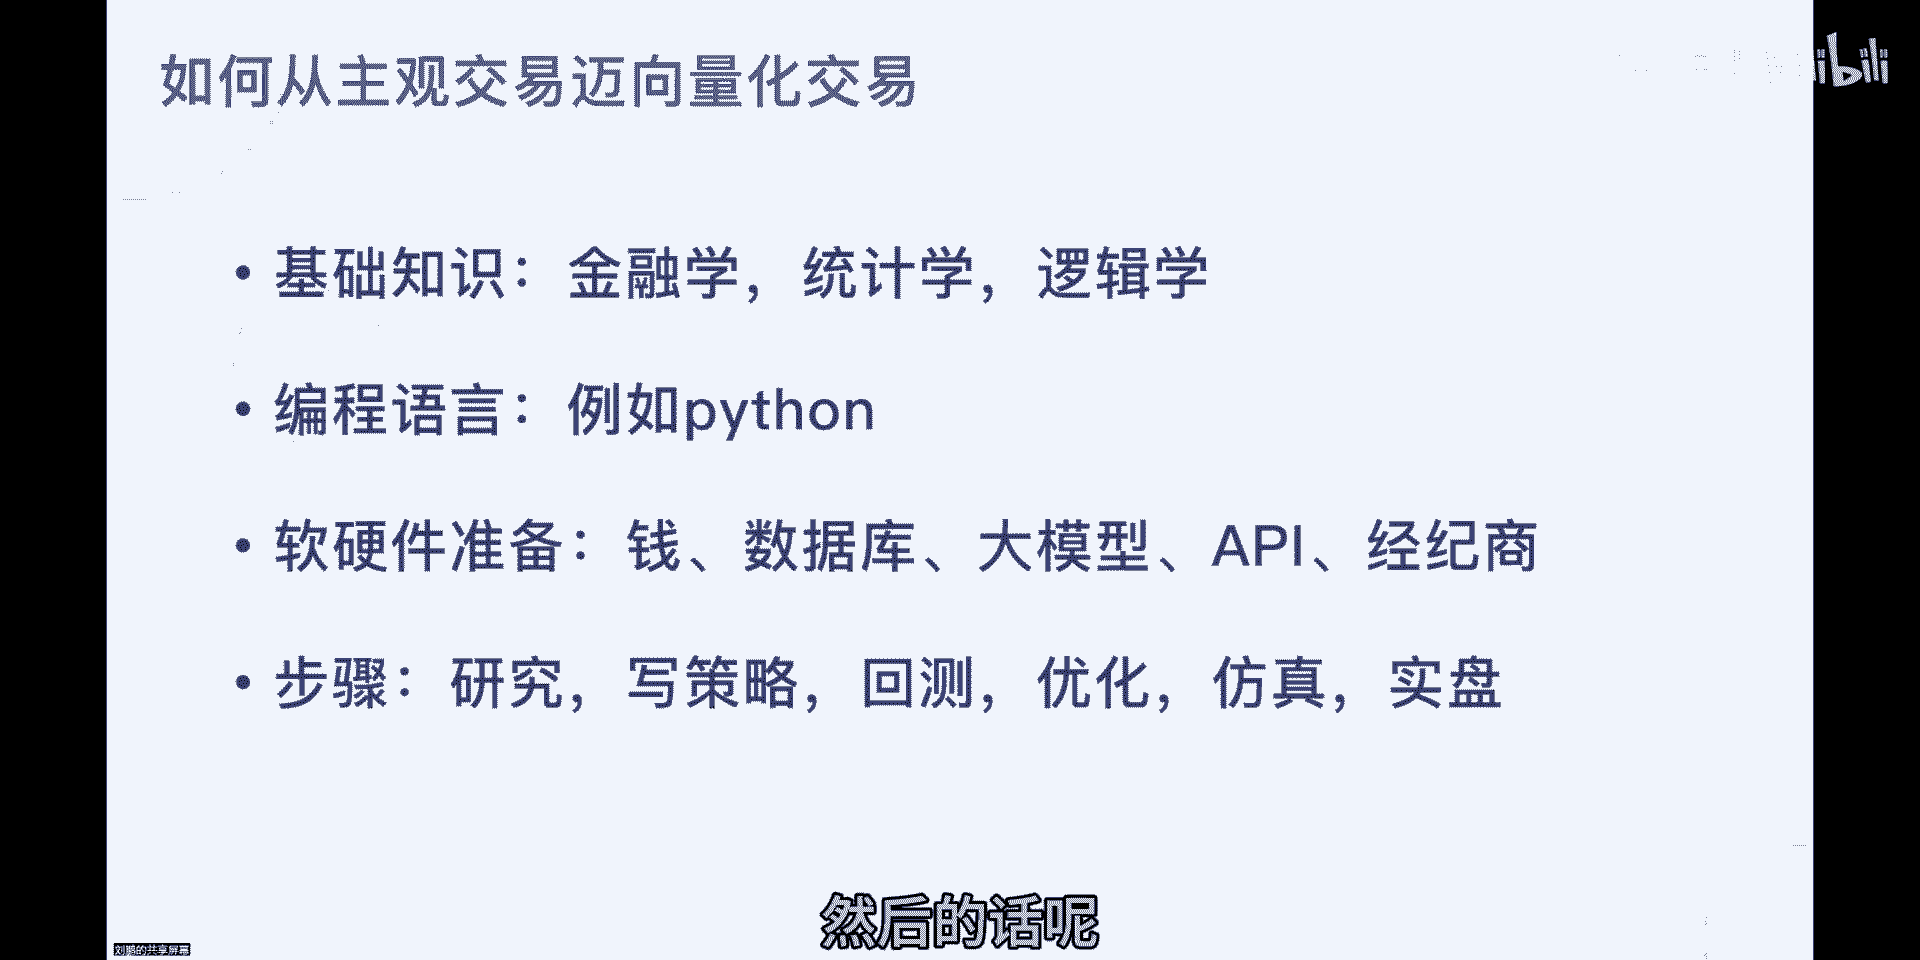 如何从主观交易迈向量化交易
bili
• 基础知识：金融学，统计学，逻辑学
• 编程语言：例如python
• 软硬件准备：钱、数据库、大模型、API、经纪商
• 步骤：研究，写策略，回测，优化，仿真，实盘
然后的话呢
的共享屏幕